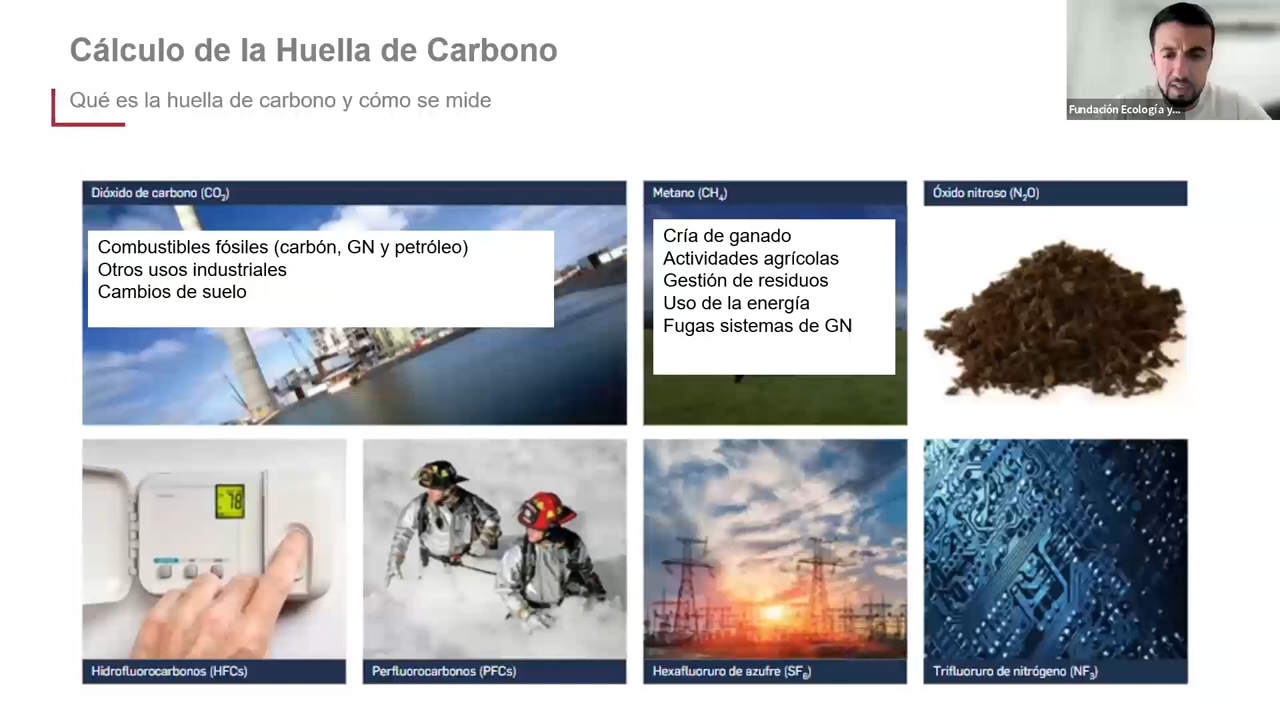 Cálculo de la Huella de Carbono
Qué es la huella de carbono y cómo se mide
Fundación Ecología y...
Dióxido de carbono (CO₂)
Combustibles fósiles (carbón, GN y petróleo)
Otros usos industriales
Cambios de suelo
Metano (CH₄)
Cría de ganado
Actividades agrícolas
Gestión de residuos
Uso de la energía
Fugas sistemas de GN
Óxido nitroso (N₂O)
78
Hidrofluorocarbonos (HFCs)
Perfluorocarbonos (PFCs)
Hexafluoruro de azufre (SF₆)
Trifluoruro de nitrógeno (NF₃)